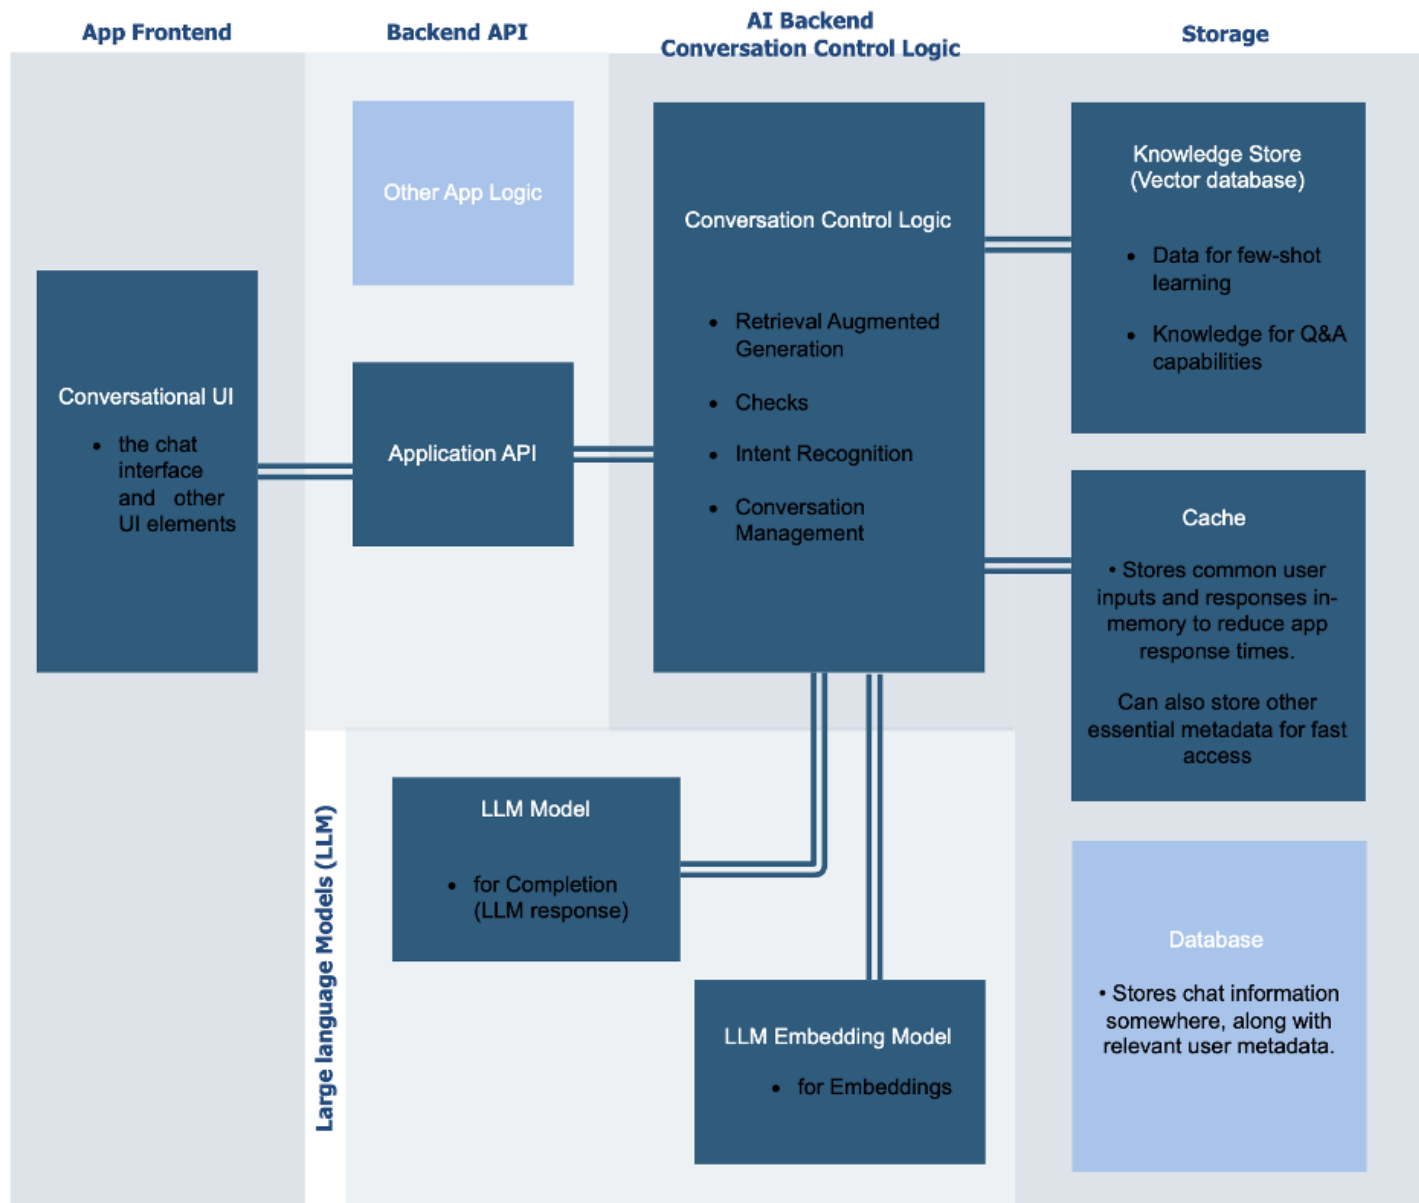 App Frontend
Backend API
AI Backend
Conversation Control Logic
Storage
Other App Logic
Conversational UI
• the chat
interface
and other
UI elements
Application API
Conversation Control Logic
• Retrieval Augmented
Generation
• Checks
• Intent Recognition
• Conversation
Management
Knowledge Store
(Vector database)
• Data for few-shot
learning
• Knowledge for Q&A
capabilities
Cache
• Stores common user
inputs and responses in-
memory to reduce app
response times.
Can also store other
essential metadata for fast
access
Large language Models (LLM)
LLM Model
• for Completion
(LLM response)
LLM Embedding Model
• for Embeddings
Database
• Stores chat information
somewhere, along with
relevant user metadata.